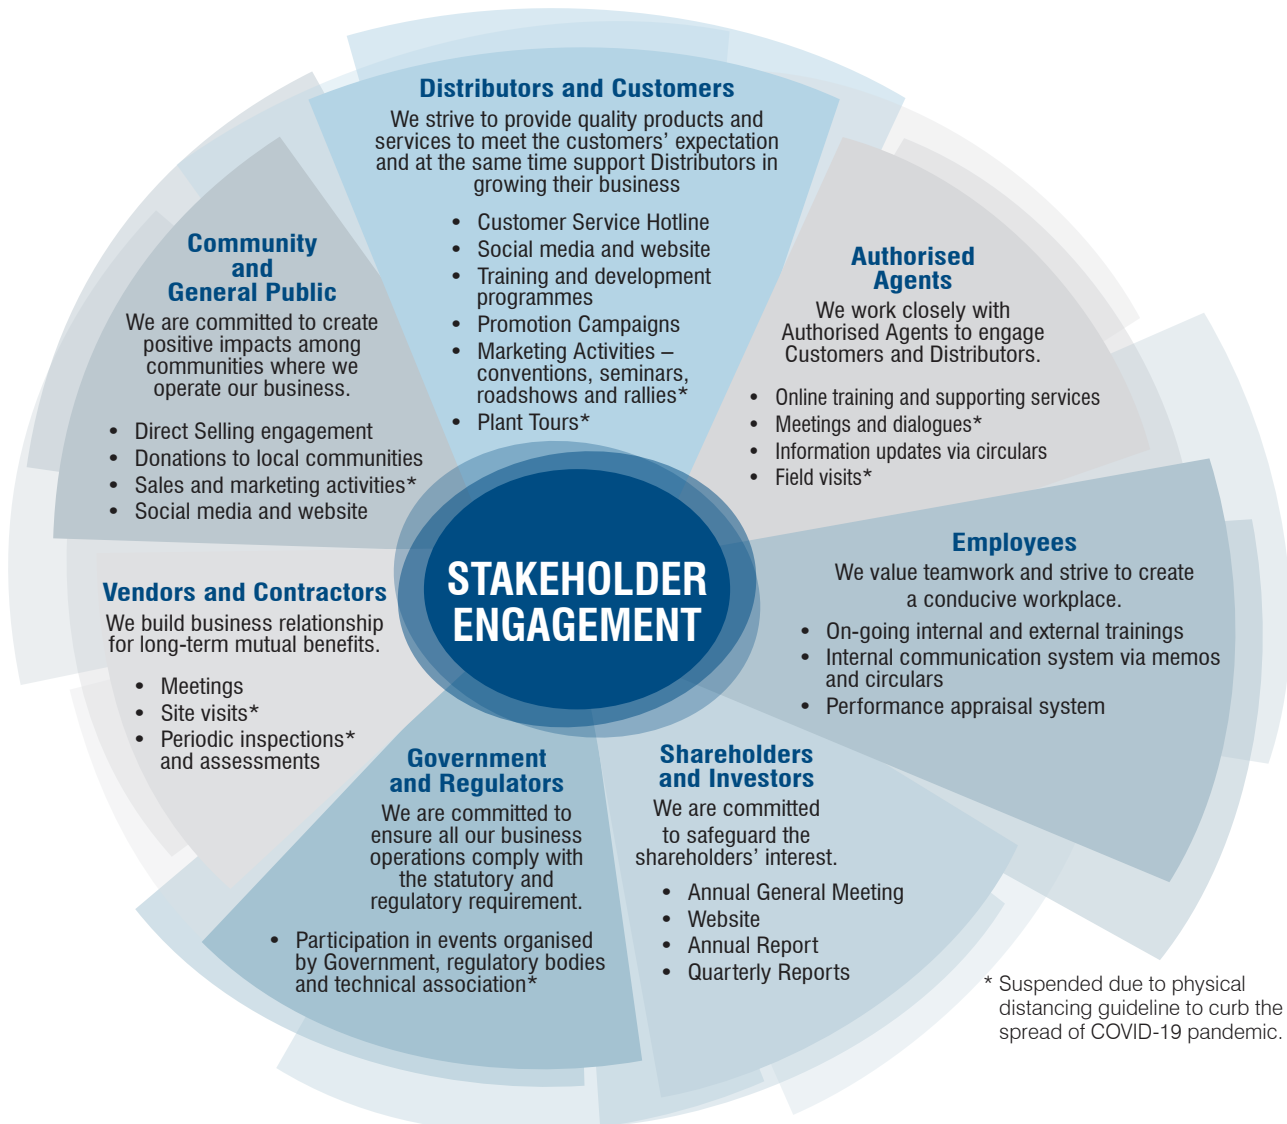 Distributors and Customers
We strive to provide quality products and
services to meet the customers’ expectation
and at the same time support Distributors in
growing their business
• Customer Service Hotline
• Social media and website
• Training and development
programmes
• Promotion Campaigns
• Marketing Activities –
conventions, seminars,
roadshows and rallies*
• Plant Tours*
Authorised
Agents
We work closely with
Authorised Agents to engage
Customers and Distributors.
• Online training and supporting services
• Meetings and dialogues*
• Information updates via circulars
• Field visits*
Employees
We value teamwork and strive to create
a conducive workplace.
• On-going internal and external trainings
• Internal communication system via memos
and circulars
• Performance appraisal system
Shareholders
and Investors
We are committed
to safeguard the
shareholders’ interest.
• Annual General Meeting
• Website
• Annual Report
• Quarterly Reports
Government
and Regulators
We are committed to
ensure all our business
operations comply with
the statutory and
regulatory requirement.
• Participation in events organised
by Government, regulatory bodies
and technical association*
Vendors and Contractors
We build business relationship
for long-term mutual benefits.
• Meetings
• Site visits*
• Periodic inspections*
and assessments
Community
and
General Public
We are committed to create
positive impacts among
communities where we
operate our business.
• Direct Selling engagement
• Donations to local communities
• Sales and marketing activities*
• Social media and website
STAKEHOLDER
ENGAGEMENT
* Suspended due to physical
distancing guideline to curb the
spread of COVID-19 pandemic.